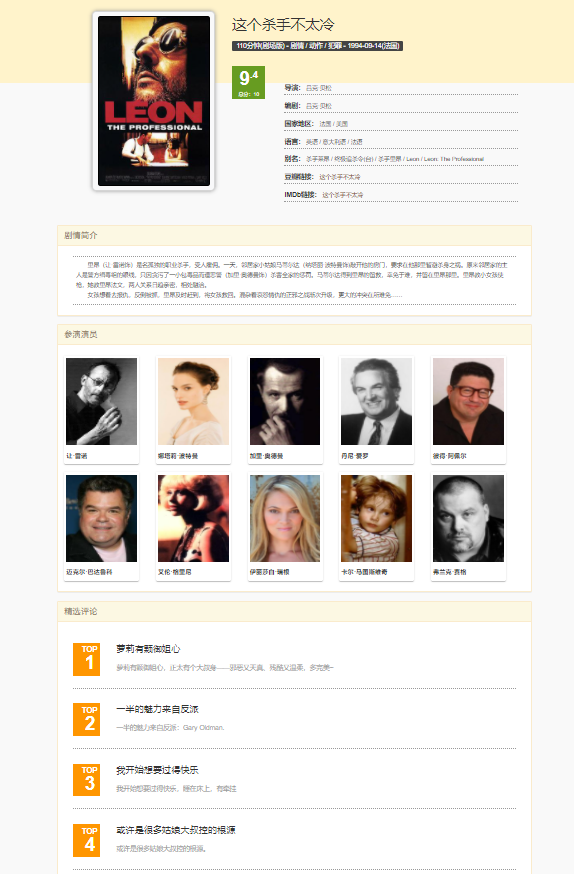 这个杀手不太冷
110分钟(剧场版) - 剧情 / 动作 / 犯罪 - 1994-09-14(法国)
9.4
总分：10
LEON
THE PROFESSIONAL
导演： 吕克·贝松
编剧： 吕克·贝松
国家地区： 法国 / 美国
语言： 英语 / 意大利语 / 法语
别名： 杀手莱昂 / 终极追杀令(台) / 杀手里昂 / Leon / Leon: The Professional
豆瓣链接： 这个杀手不太冷
IMDb链接： 这个杀手不太冷
剧情简介
里昂（让·雷诺饰）是名孤独的职业杀手，受人雇佣。一天，邻居家小姑娘马蒂尔达（纳塔丽·波特曼饰)敲开他的房门，要求在他那里暂避杀身之祸。原来邻居家的主
人是警方缉毒组的眼线，只因贪污了一小包毒品而遭恶警（加里·奥德曼饰）杀害全家的惩罚。马蒂尔达得到里昂的留救，幸免于难，并留在里昂那里。里昂教小女孩使
枪，她教里昂法文，两人关系日趋亲密，相处融洽。
女孩想着去报仇，反倒被抓，里昂及时赶到，将女孩救回。混杂着哀怨情仇的正邪之战渐次升级，更大的冲突在所难免……
参演演员
让·雷诺
娜塔莉·波特曼
加里·奥德曼
丹尼·爱罗
彼得·阿佩尔
迈克尔·巴达鲁科
艾伦·格里尼
伊丽莎白·瑞根
卡尔·马图斯维奇
弗兰克·赛格
精选评论
TOP
1
萝莉有颗御姐心
萝莉有颗御姐心，正太有个大叔身——邪恶又天真，残酷又温柔，多完美~
TOP
2
一半的魅力来自反派
一半的魅力来自反派：Gary Oldman.
TOP
3
我开始想要过得快乐
我开始想要过得快乐，睡在床上，有牵挂
TOP
4
或许是很多姑娘大叔控的根源
或许是很多姑娘大叔控的根源。